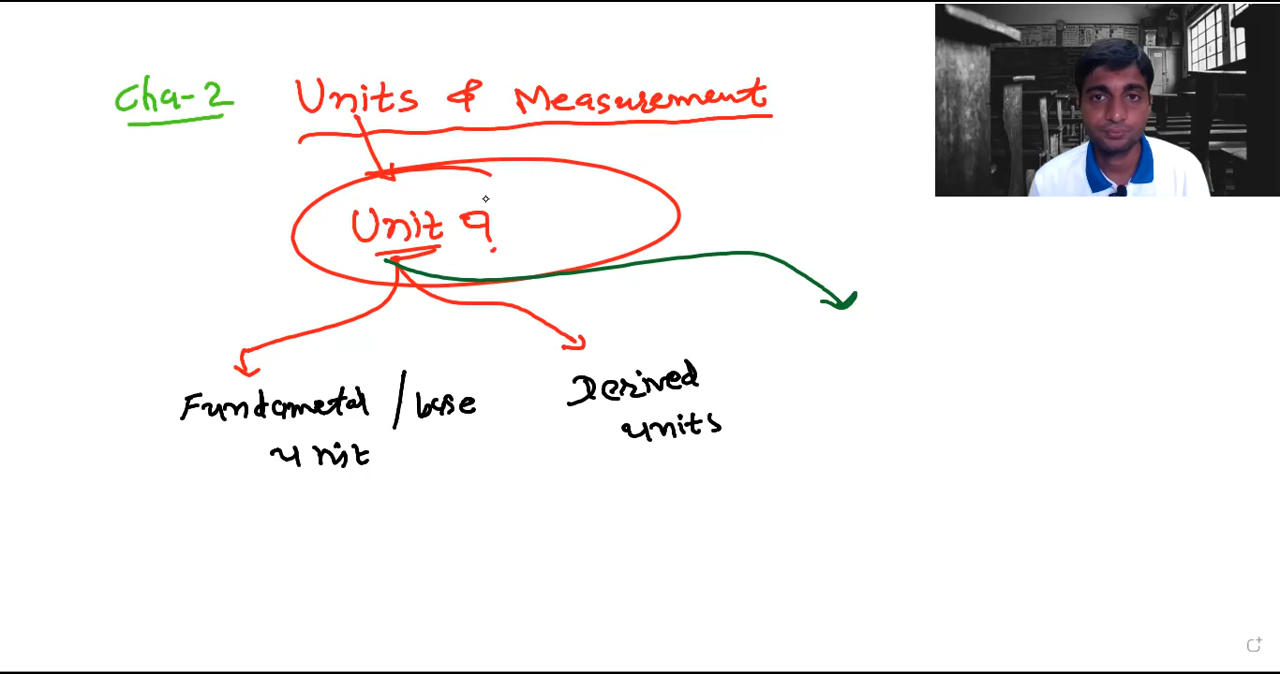 Cha-2 Units & Measurement
Unit ?
Fundametal / base
unit
Derived
units